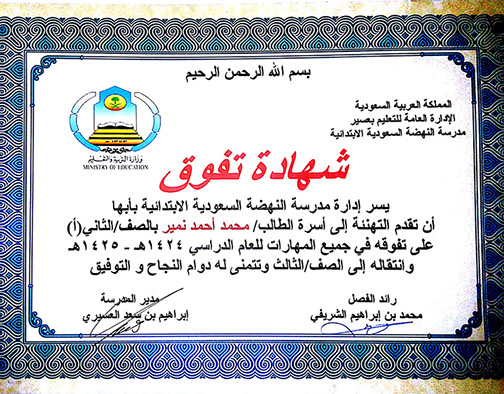 بسم الله الرحمن الرحيم
المملكة العربية السعودية
الإدارة العامة للتعليم بعسير
مدرسة النهضة السعودية الابتدائية
وزارة التربية والتعليم
MINISTRY OF EDUCATION
شهادة تفوق
يسر إدارة مدرسة النهضة السعودية الابتدائية بأبها
أن تقدم التهنئة إلى أسرة الطالب/ محمد أحمد نمير بالصف/الثاني(أ)
على تفوقه في جميع المهارات للعام الدراسي ١٤٢٤هـ - ١٤٢٥هـ
وانتقاله إلى الصف/الثالث وتتمنى له دوام النجاح و التوفيق
رائد الفصل
محمد بن إبراهيم الشريفي
مدير المدرسة
إبراهيم بن سعد العسيري